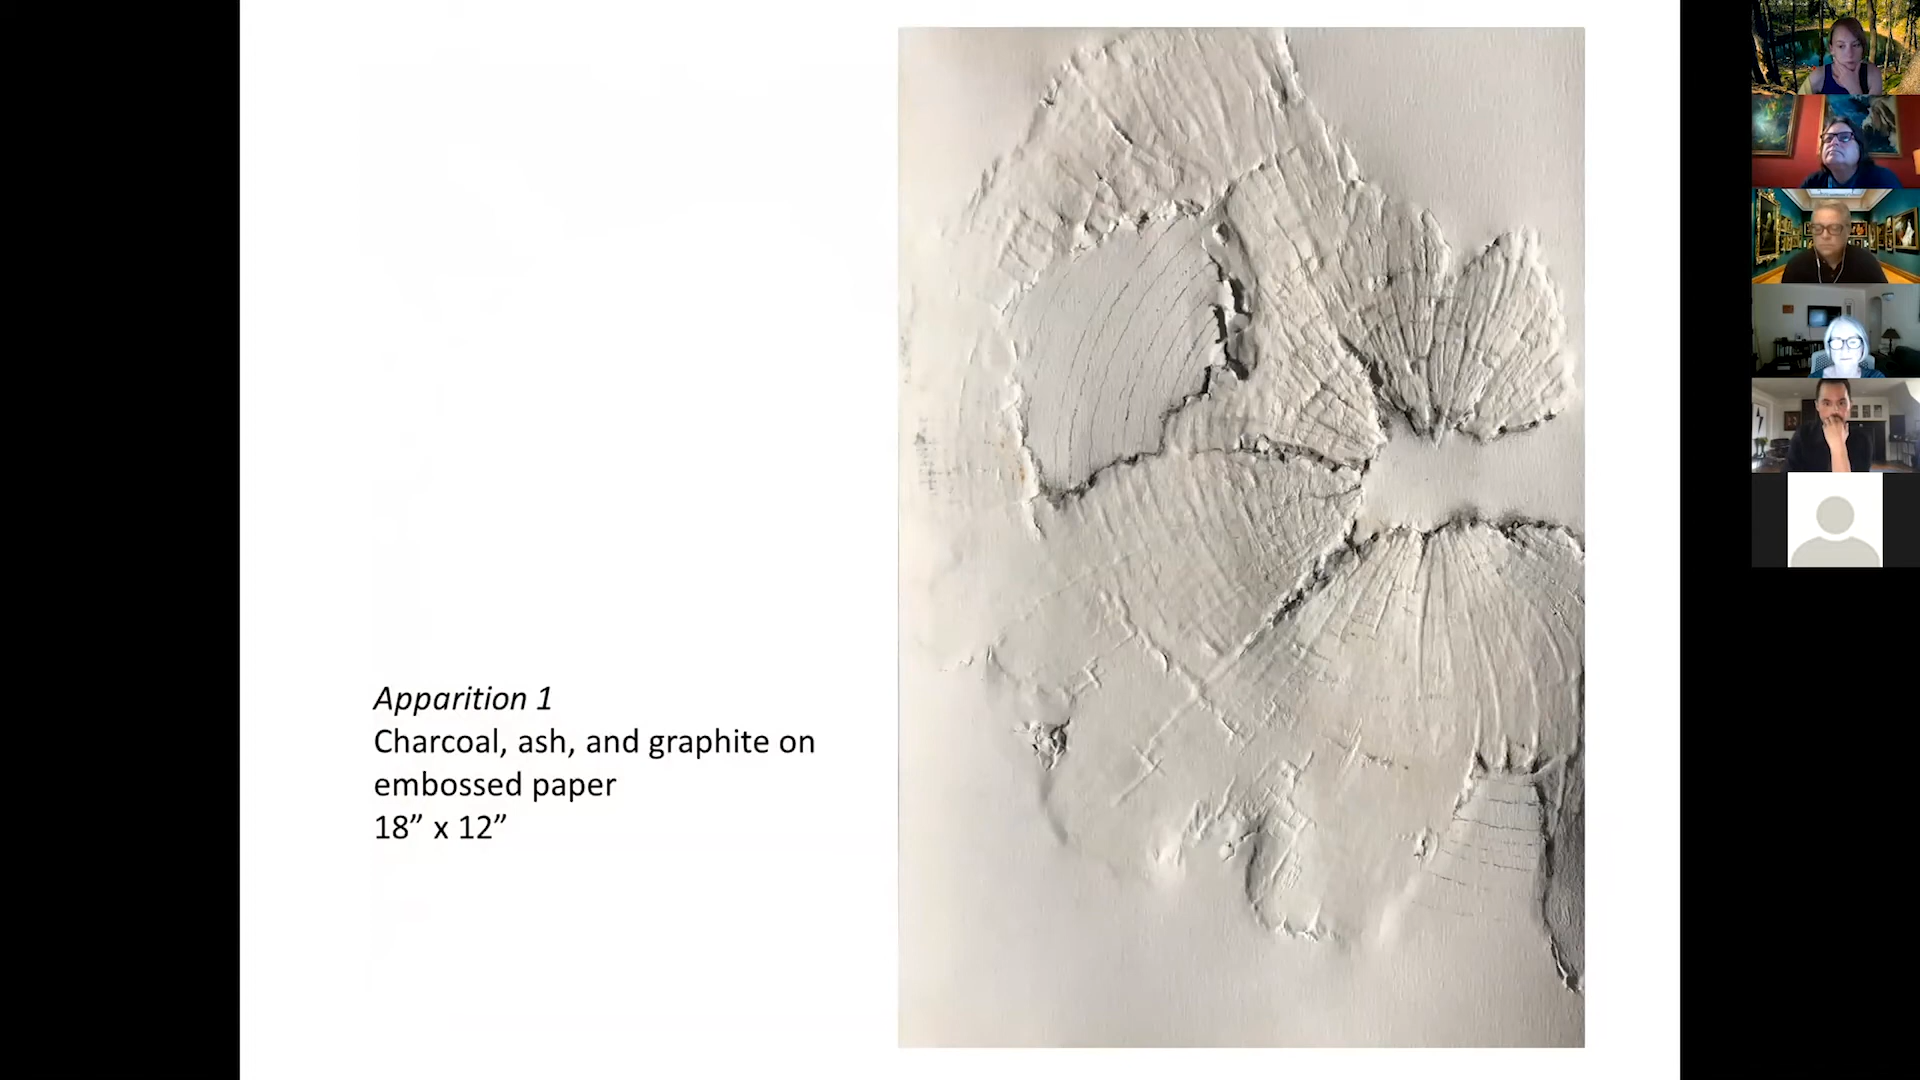 Apparition 1
Charcoal, ash, and graphite on
embossed paper
18” x 12”